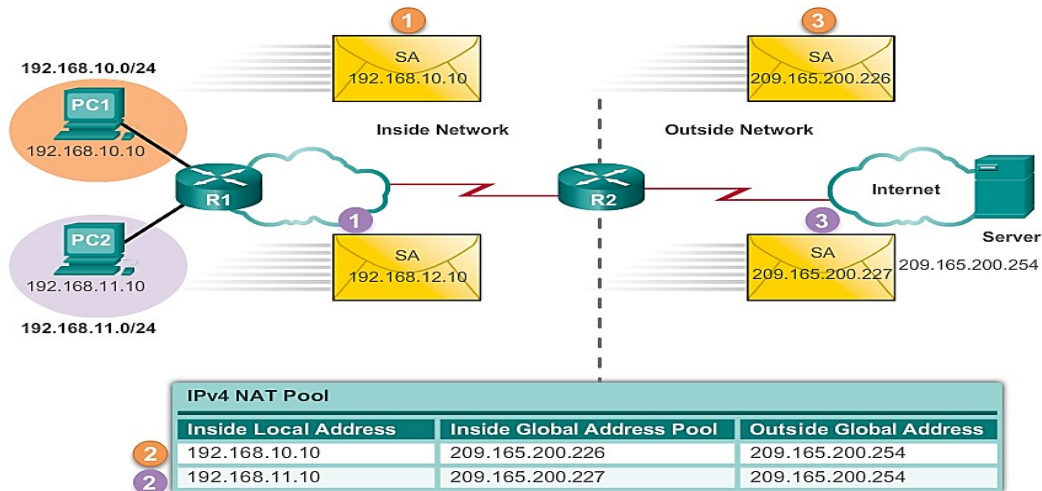 1
3
SA
192.168.10.10
SA
209.165.200.226
192.168.10.0/24
PC1
192.168.10.10
Inside Network
Outside Network
R1
R2
Internet
Server
209.165.200.254
PC2
192.168.11.10
192.168.11.0/24
1
SA
192.168.12.10
3
SA
209.165.200.227
IPv4 NAT Pool
Inside Local Address Inside Global Address Pool Outside Global Address
2 192.168.10.10 209.165.200.226 209.165.200.254
2 192.168.11.10 209.165.200.227 209.165.200.254